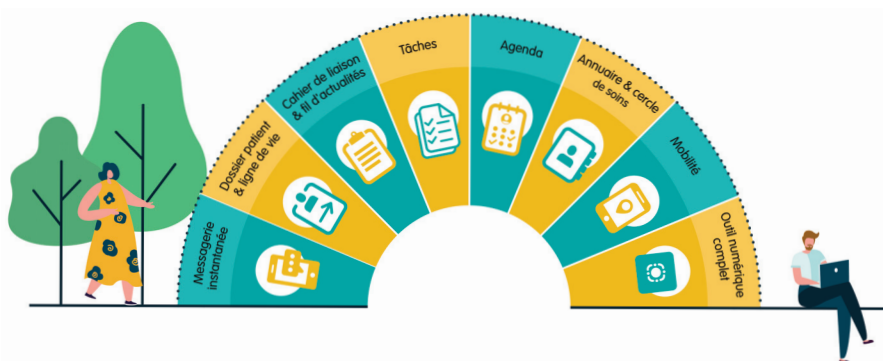 Messagerie
instantanée
Dossier patient
& ligne de vie
Cahier de liaison
& fil d'actualités
Tâches
Agenda
Annuaire & cercle
de soins
Mobilité
Outil numérique
complet